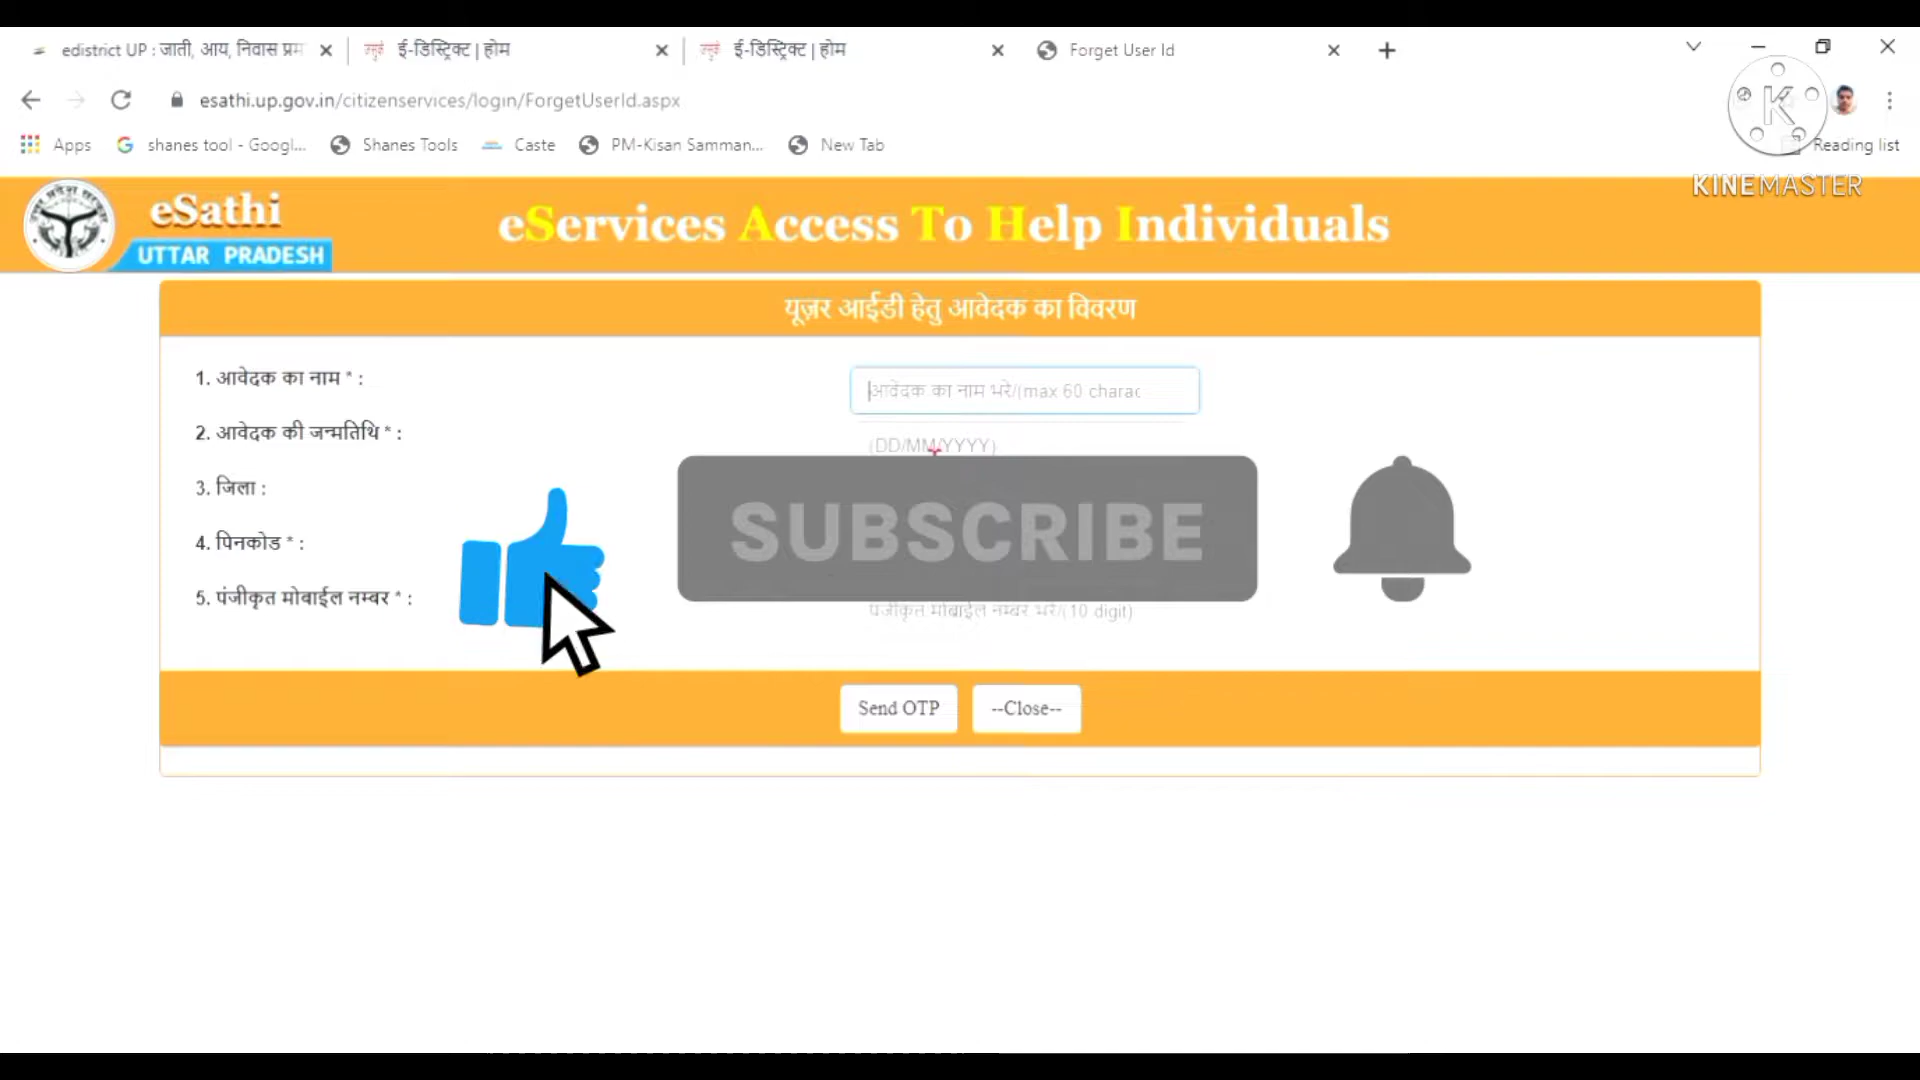 edistrict UP : जाती, आय, निवास प्रम
ई-डिस्ट्रिक्ट | होम
ई-डिस्ट्रिक्ट | होम
Forget User Id
esathi.up.gov.in/citizenservices/login/ForgetUserId.aspx
K
Apps
shanes tool - Googl...
Shanes Tools
Caste
PM-Kisan Samman...
New Tab
Reading list
KINEMASTER
eSathi
UTTAR PRADESH
eServices Access To Help Individuals
यूज़र आईडी हेतु आवेदक का विवरण
1. आवेदक का नाम * :
आवेदक का नाम भरे/(max 60 charac
2. आवेदक की जन्मतिथि * :
(DD/MM/YYYY)
3. जिला :
SUBSCRIBE
4. पिनकोड * :
5. पंजीकृत मोबाईल नम्बर * :
पंजीकृत मोबाईल नम्बर भरे/(10 digit)
Send OTP
--Close--